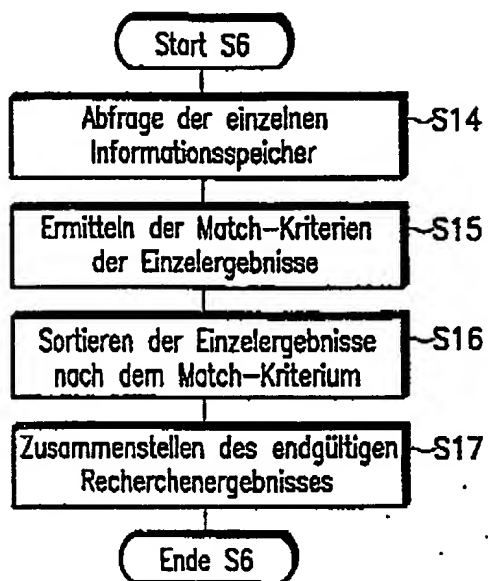 Start S6
Abfrage der einzelnen
Informationsspeicher
S14
Ermitteln der Match-Kriterien
der Einzelergebnisse
S15
Sortieren der Einzelergebnisse
nach dem Match-Kriterium
S16
Zusammenstellen des endgültigen
Recherchenergebnisses
S17
Ende S6